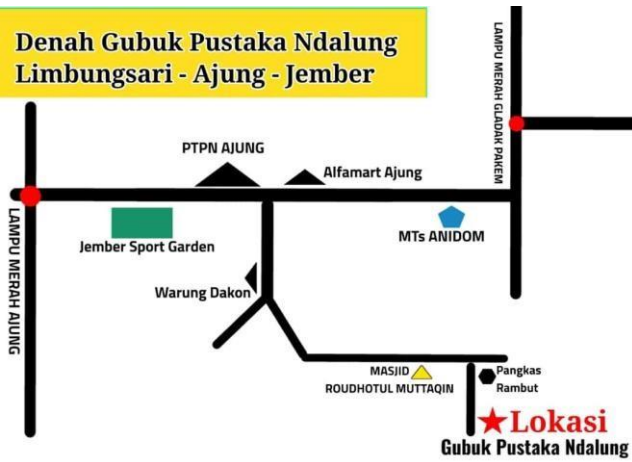 Denah Gubuk Pustaka Ndalung
Limbungsari - Ajung - Jember
LAMPU MERAH GLADAK PAKEM
PTPN AJUNG
Alfamart Ajung
LAMPU MERAH AJUNG
Jember Sport Garden
MTs ANIDOM
Warung Dakon
MASJID
ROUDHOTUL MUTTAQIN
Pangkas
Rambut
Lokasi
Gubuk Pustaka Ndalung